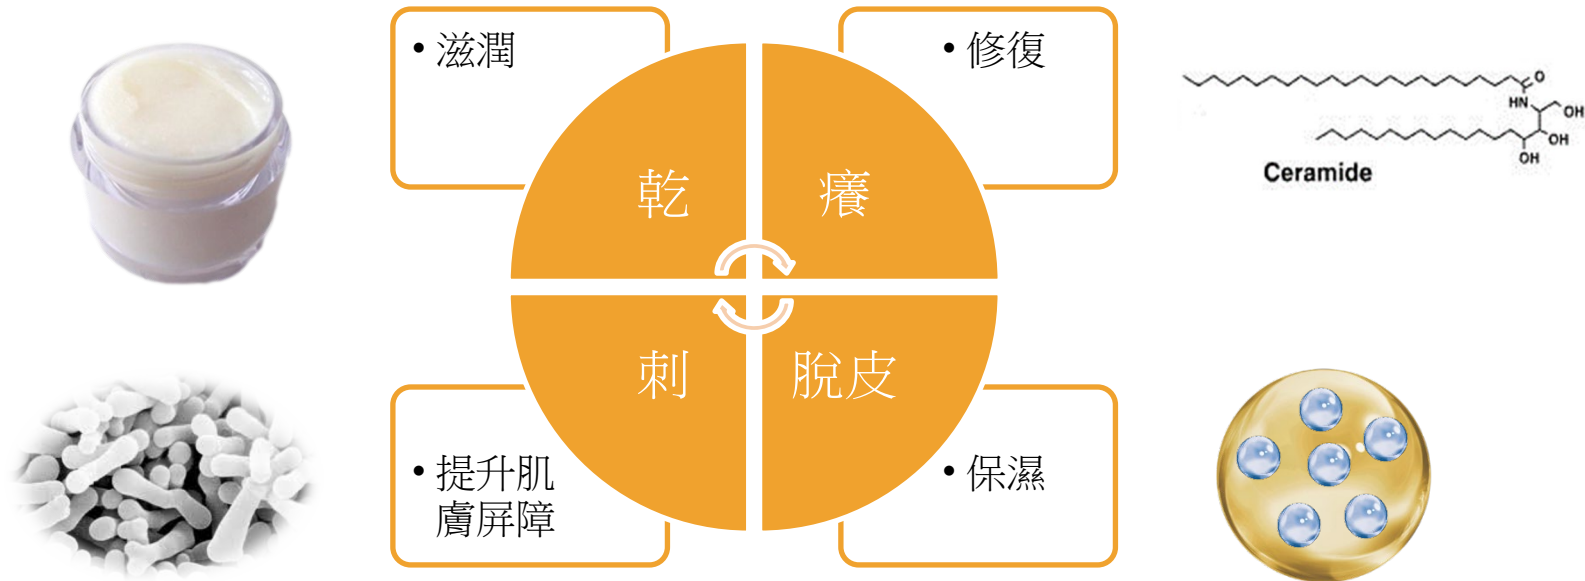 • 滋潤
• 修復
乾
癢
刺
脫皮
• 提升肌
膚屏障
• 保濕
O
HN
OH
OH
OH
Ceramide